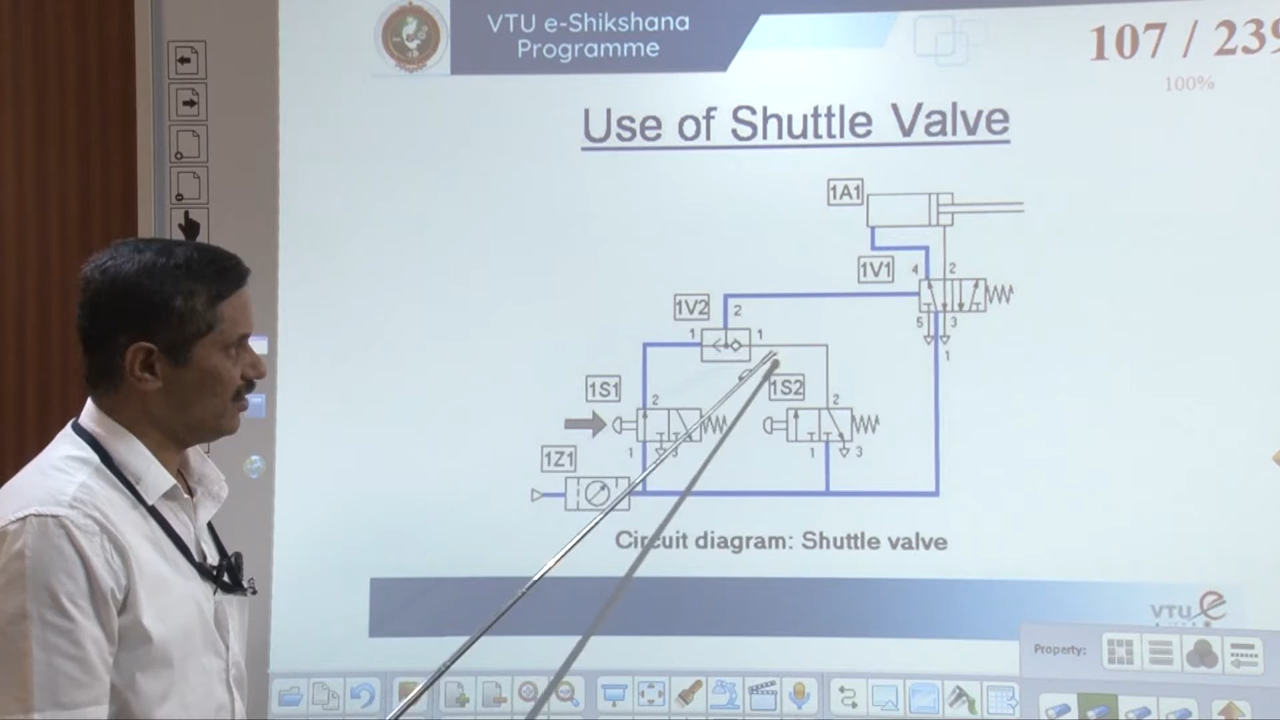 VTU e-Shikshana
Programme
107 / 239
100%
Use of Shuttle Valve
1A1
1V1
4
2
5
3
1
1V2
2
1
1
1S1
2
1
3
1S2
2
1
3
1Z1
Circuit diagram: Shuttle valve
VTU e
Property: